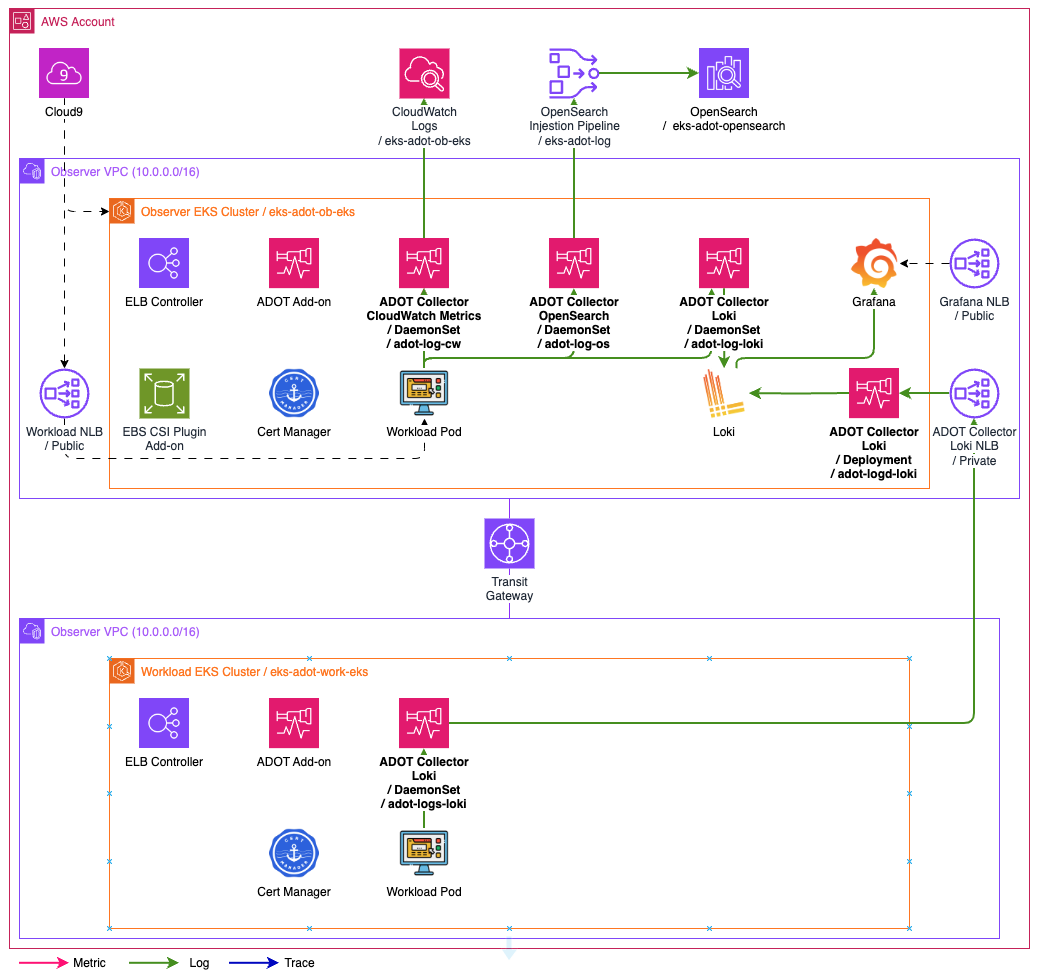 AWS Account
9
Cloud9
CloudWatch
Logs
/ eks-adot-ob-eks
OpenSearch
Injestion Pipeline
/ eks-adot-log
OpenSearch
/ eks-adot-opensearch
Observer VPC (10.0.0.0/16)
Observer EKS Cluster / eks-adot-ob-eks
ELB Controller
ADOT Add-on
ADOT Collector
CloudWatch Metrics
/ DaemonSet
/ adot-log-cw
ADOT Collector
OpenSearch
/ DaemonSet
/ adot-log-os
ADOT Collector
Loki
/ DaemonSet
/ adot-log-loki
Grafana
Grafana NLB
/ Public
Workload NLB
/ Public
EBS CSI Plugin
Add-on
CERT
MANAGER
Cert Manager
Workload Pod
Loki
ADOT Collector
Loki
/ Deployment
/ adot-logd-loki
ADOT Collector
Loki NLB
/ Private
Transit
Gateway
Observer VPC (10.0.0.0/16)
Workload EKS Cluster / eks-adot-work-eks
ELB Controller
ADOT Add-on
ADOT Collector
Loki
/ DaemonSet
/ adot-logs-loki
CERT
MANAGER
Cert Manager
Workload Pod
Metric
Log
Trace